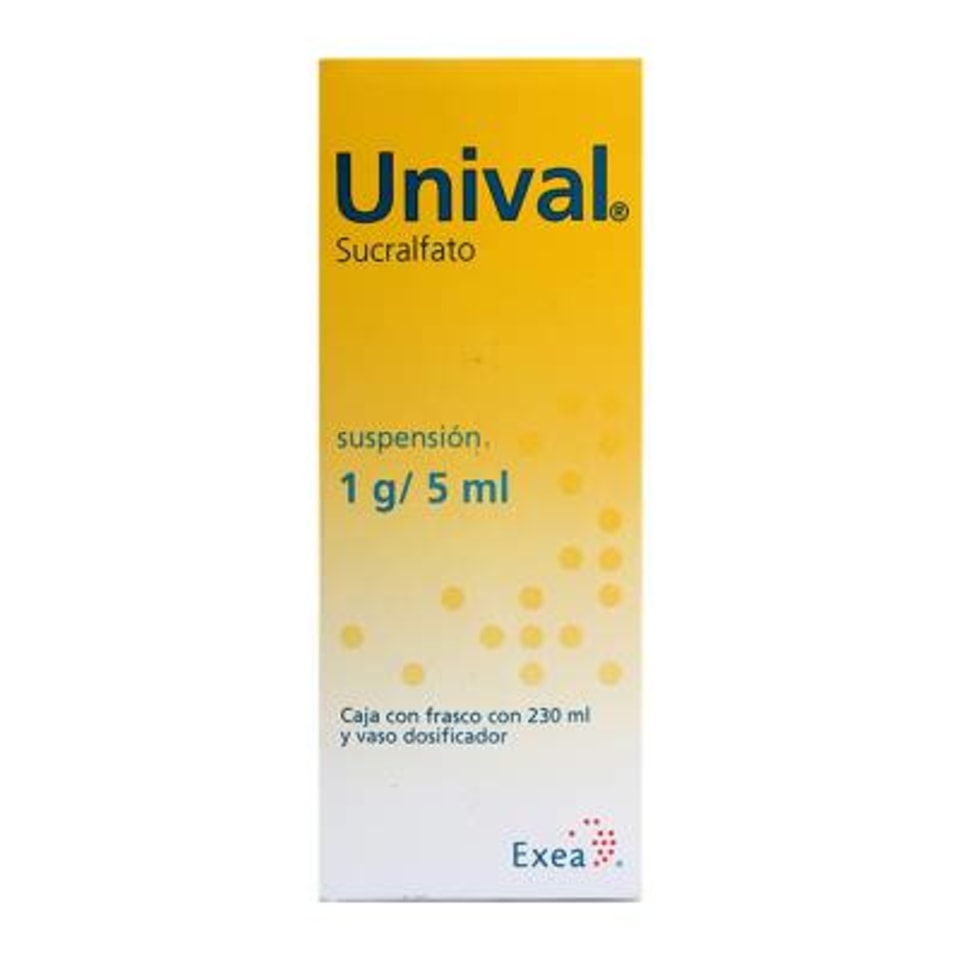 Unival®
Sucralfato
suspensión.
1 g/ 5 ml
Caja con frasco con 230 ml
y vaso dosificador
Exea